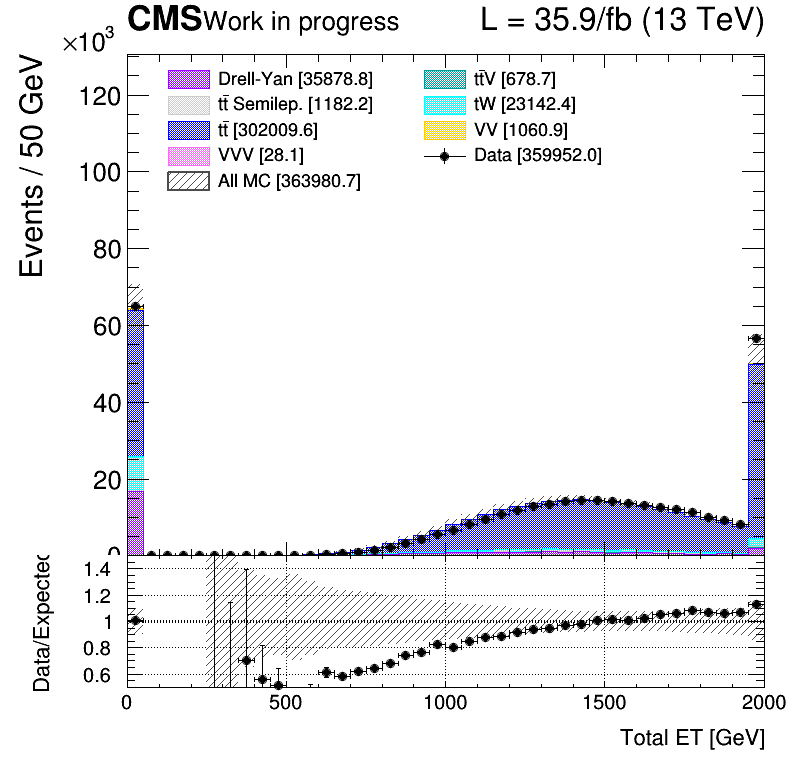 CMS Work in progress L = 35.9/fb (13 TeV)
×10³
Events / 50 GeV
Drell-Yan [35878.8]
tt̄V [678.7]
tt̄ Semilep. [1182.2]
tW [23142.4]
tt̄ [302009.6]
VV [1060.9]
VVV [28.1]
Data [359952.0]
All MC [363980.7]
120
100
80
60
40
20
0
Data/Expected
1.4
1.2
1
0.8
0.6
0 500 1000 1500 2000
Total ET [GeV]